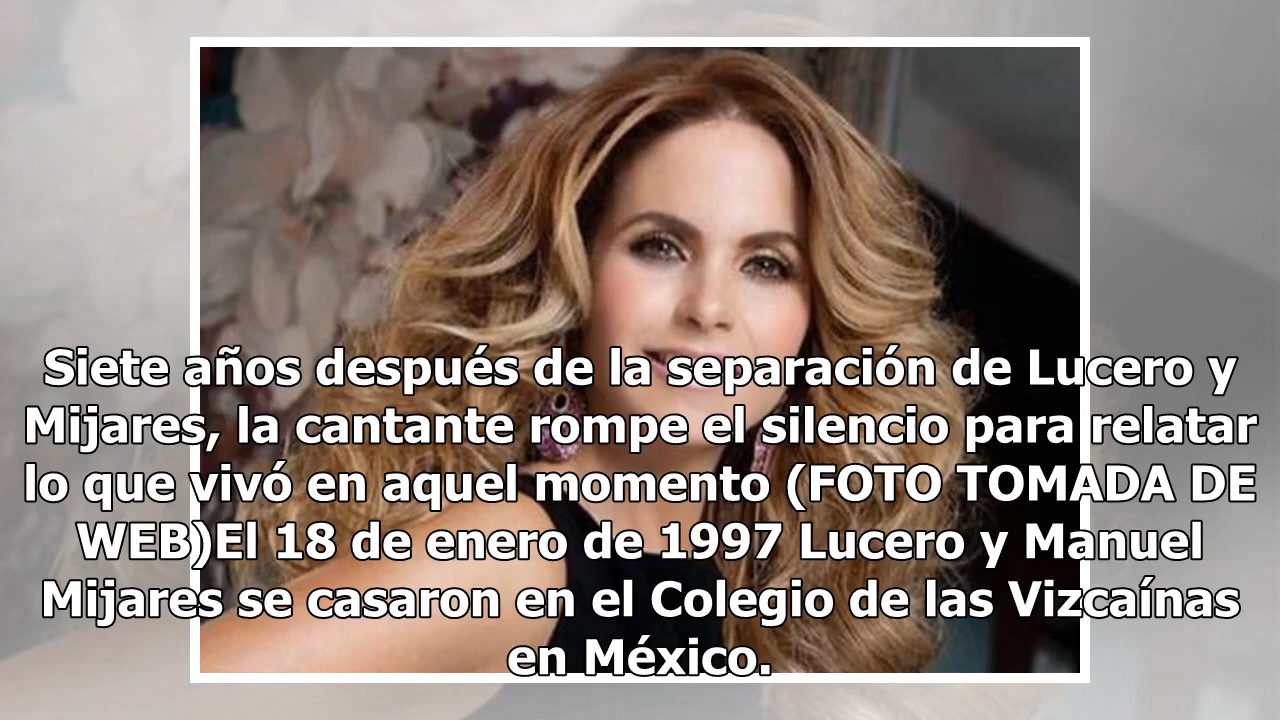 Siete años después de la separación de Lucero y
Mijares, la cantante rompe el silencio para relatar
lo que vivó en aquel momento (FOTO TOMADA DE
WEB)El 18 de enero de 1997 Lucero y Manuel
Mijares se casaron en el Colegio de las Vizcaínas
en México.